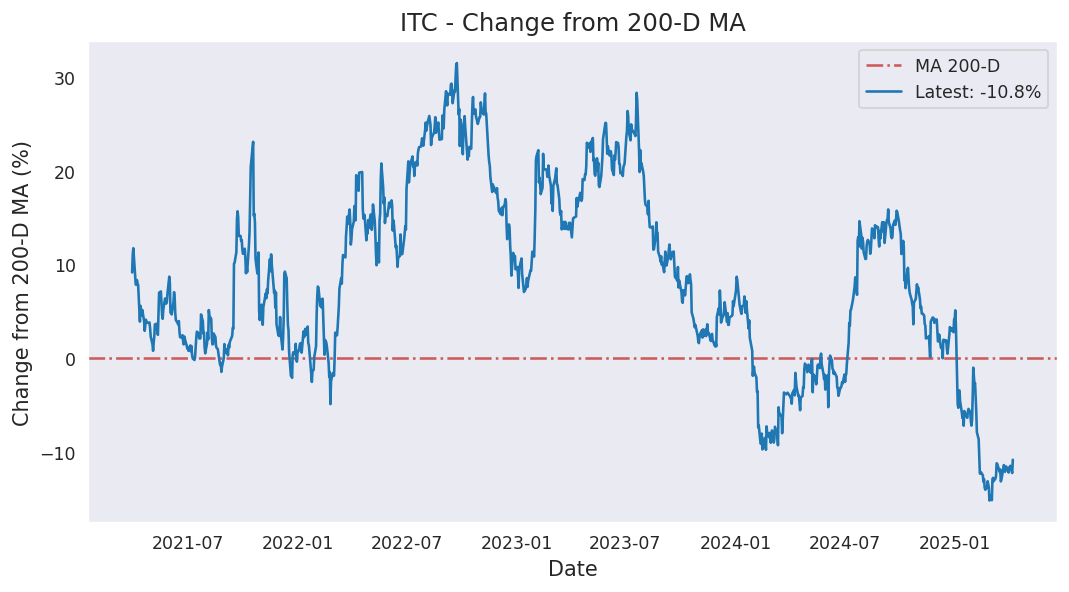 ITC - Change from 200-D MA
MA 200-D
Latest: -10.8%
Change from 200-D MA (%)
30
20
10
0
−10
2021-07
2022-01
2022-07
2023-01
2023-07
2024-01
2024-07
2025-01
Date